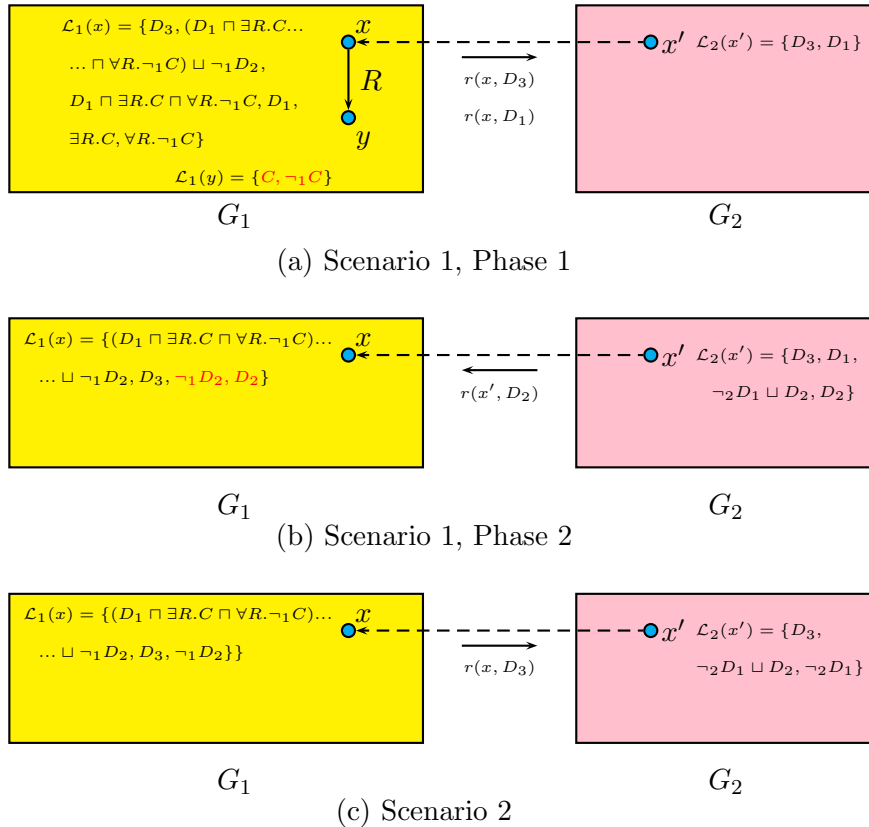 ℒ₁(x) = {D₃, (D₁ ⊓ ∃R.C...
... ⊓ ∀R.¬₁C) ⊔ ¬₁D₂,
D₁ ⊓ ∃R.C ⊓ ∀R.¬₁C, D₁,
∃R.C, ∀R.¬₁C}
x
R
y
ℒ₁(y) = {C, ¬₁C}
r(x, D₃)
r(x, D₁)
x′ ℒ₂(x′) = {D₃, D₁}
G₁
G₂
(a) Scenario 1, Phase 1
ℒ₁(x) = {(D₁ ⊓ ∃R.C ⊓ ∀R.¬₁C)...
x
... ⊔ ¬₁D₂, D₃, ¬₁D₂, D₂}
r(x′, D₂)
x′ ℒ₂(x′) = {D₃, D₁,
¬₂D₁ ⊔ D₂, D₂}
G₁
G₂
(b) Scenario 1, Phase 2
ℒ₁(x) = {(D₁ ⊓ ∃R.C ⊓ ∀R.¬₁C)...
x
... ⊔ ¬₁D₂, D₃, ¬₁D₂}}
r(x, D₃)
x′ ℒ₂(x′) = {D₃,
¬₂D₁ ⊔ D₂, ¬₂D₁}
G₁
G₂
(c) Scenario 2